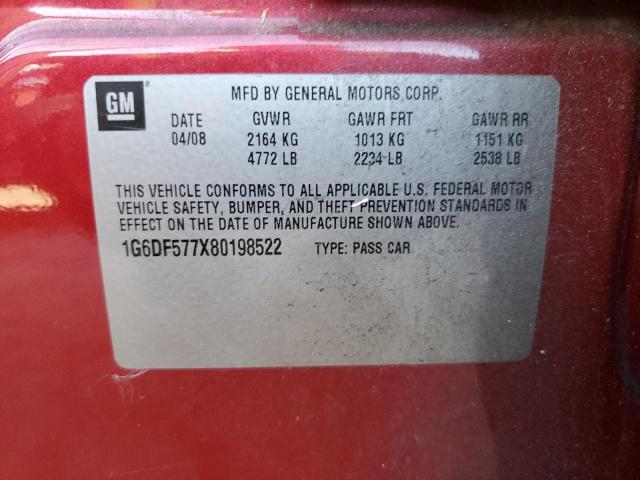 GM ® MFD BY GENERAL MOTORS CORP.
DATE GVWR GAWR FRT GAWR RR
04/08 2164 KG 1013 KG 1151 KG
4772 LB 2234 LB 2538 LB
THIS VEHICLE CONFORMS TO ALL APPLICABLE U.S. FEDERAL MOTOR
VEHICLE SAFETY, BUMPER, AND THEFT PREVENTION STANDARDS IN
EFFECT ON THE DATE OF MANUFACTURE SHOWN ABOVE.
1G6DF577X80198522 TYPE: PASS CAR